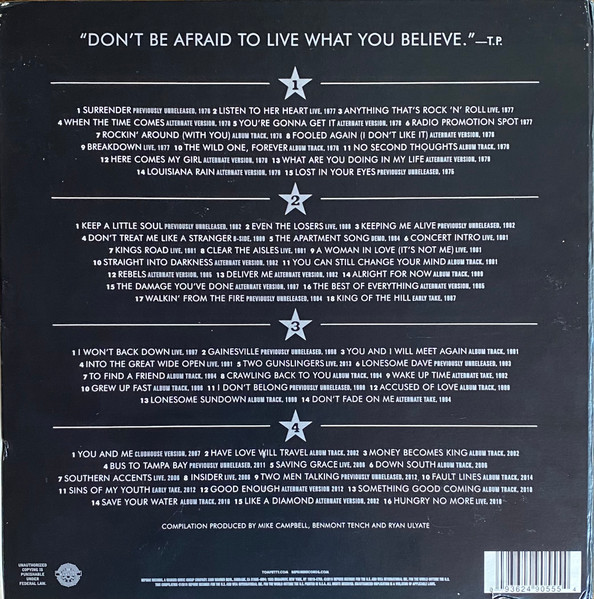 "DON'T BE AFRAID TO LIVE WHAT YOU BELIEVE."—T.P.
1
1 SURRENDER PREVIOUSLY UNRELEASED, 1976 2 LISTEN TO HER HEART LIVE, 1977 3 ANYTHING THAT'S ROCK 'N' ROLL LIVE, 1977
4 WHEN THE TIME COMES ALTERNATE VERSION, 1978 5 YOU'RE GONNA GET IT ALTERNATE VERSION, 1978 6 RADIO PROMOTION SPOT 1977
7 ROCKIN' AROUND (WITH YOU) ALBUM TRACK, 1976 8 FOOLED AGAIN (I DON'T LIKE IT) ALTERNATE VERSION, 1976
9 BREAKDOWN LIVE, 1977 10 THE WILD ONE, FOREVER ALBUM TRACK, 1976 11 NO SECOND THOUGHTS ALBUM TRACK, 1978
12 HERE COMES MY GIRL ALTERNATE VERSION, 1979 13 WHAT ARE YOU DOING IN MY LIFE ALTERNATE VERSION, 1979
14 LOUISIANA RAIN ALTERNATE VERSION, 1979 15 LOST IN YOUR EYES PREVIOUSLY UNRELEASED, 1975
2
1 KEEP A LITTLE SOUL PREVIOUSLY UNRELEASED, 1982 2 EVEN THE LOSERS LIVE, 1980 3 KEEPING ME ALIVE PREVIOUSLY UNRELEASED, 1982
4 DON'T TREAT ME LIKE A STRANGER B-SIDE, 1989 5 THE APARTMENT SONG DEMO, 1984 6 CONCERT INTRO LIVE, 1981
7 KINGS ROAD LIVE, 1981 8 CLEAR THE AISLES LIVE, 1981 9 A WOMAN IN LOVE (IT'S NOT ME) LIVE, 1981
10 STRAIGHT INTO DARKNESS ALTERNATE VERSION, 1982 11 YOU CAN STILL CHANGE YOUR MIND ALBUM TRACK, 1981
12 REBELS ALTERNATE VERSION, 1985 13 DELIVER ME ALTERNATE VERSION, 1982 14 ALRIGHT FOR NOW ALBUM TRACK, 1989
15 THE DAMAGE YOU'VE DONE ALTERNATE VERSION, 1987 16 THE BEST OF EVERYTHING ALTERNATE VERSION, 1985
17 WALKIN' FROM THE FIRE PREVIOUSLY UNRELEASED, 1984 18 KING OF THE HILL EARLY TAKE, 1987
3
1 I WON'T BACK DOWN LIVE, 1997 2 GAINESVILLE PREVIOUSLY UNRELEASED, 1998 3 YOU AND I WILL MEET AGAIN ALBUM TRACK, 1991
4 INTO THE GREAT WIDE OPEN LIVE, 1991 5 TWO GUNSLINGERS LIVE, 2013 6 LONESOME DAVE PREVIOUSLY UNRELEASED, 1993
7 TO FIND A FRIEND ALBUM TRACK, 1994 8 CRAWLING BACK TO YOU ALBUM TRACK, 1994 9 WAKE UP TIME EARLY TAKE, 1992
10 GREW UP FAST ALBUM TRACK, 1996 11 I DON'T BELONG PREVIOUSLY UNRELEASED, 1998 12 ACCUSED OF LOVE ALBUM TRACK, 1999
13 LONESOME SUNDOWN ALBUM TRACK, 1999 14 DON'T FADE ON ME ALTERNATE TAKE, 1994
4
1 YOU AND ME CLUBHOUSE VERSION, 2007 2 HAVE LOVE WILL TRAVEL ALBUM TRACK, 2002 3 MONEY BECOMES KING ALBUM TRACK, 2002
4 BUS TO TAMPA BAY PREVIOUSLY UNRELEASED, 2011 5 SAVING GRACE LIVE, 2006 6 DOWN SOUTH ALBUM TRACK, 2006
7 SOUTHERN ACCENTS LIVE, 2006 8 INSIDER LIVE, 2006 9 TWO MEN TALKING PREVIOUSLY UNRELEASED, 2012 10 FAULT LINES ALBUM TRACK, 2014
11 SINS OF MY YOUTH EARLY TAKE, 2012 12 GOOD ENOUGH ALTERNATE VERSION, 2012 13 SOMETHING GOOD COMING ALBUM TRACK, 2010
14 SAVE YOUR WATER ALBUM TRACK, 2016 15 LIKE A DIAMOND ALTERNATE VERSION, 2002 16 HUNGRY NO MORE LIVE, 2016
COMPILATION PRODUCED BY MIKE CAMPBELL, BENMONT TENCH AND RYAN ULYATE
UNAUTHORIZED
COPYING IS
PUNISHABLE
UNDER
FEDERAL LAW.
TOMPETTY.COM REPRISERECORDS.COM
93624 90555 4